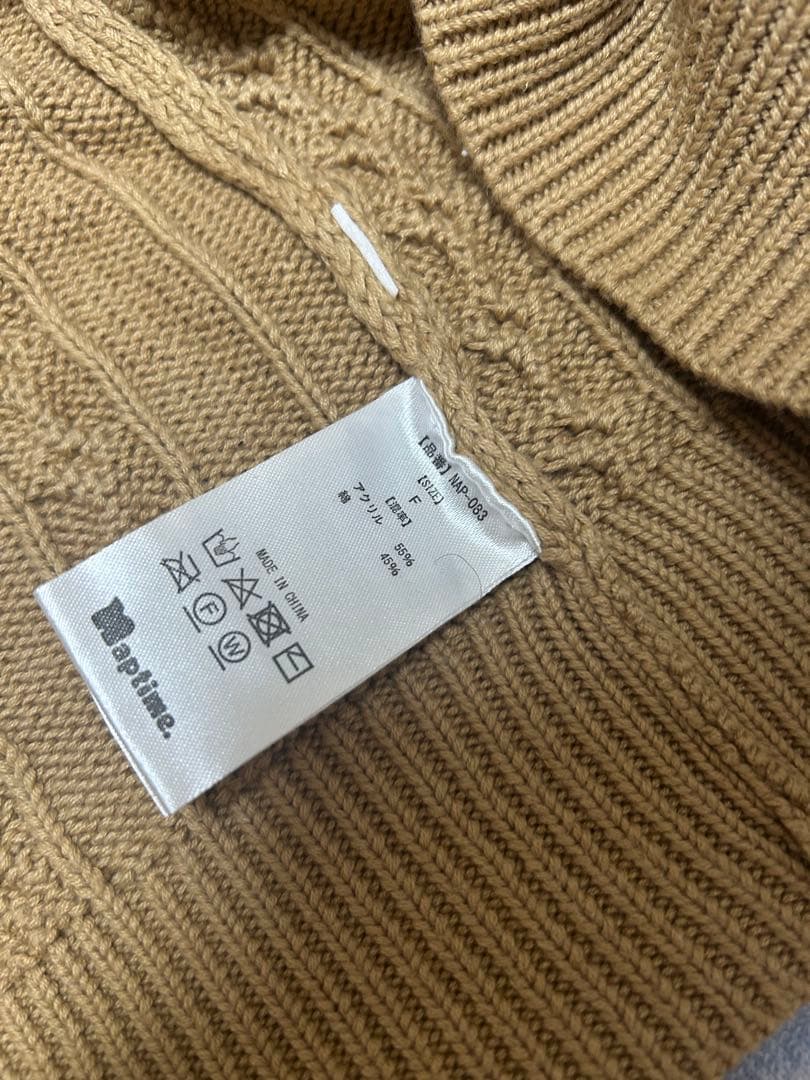 【品番】NAP-083
【SIZE】
F
【混率】
アクリル 55%
綿 45%
MADE IN CHINA
F
W
Naptime.